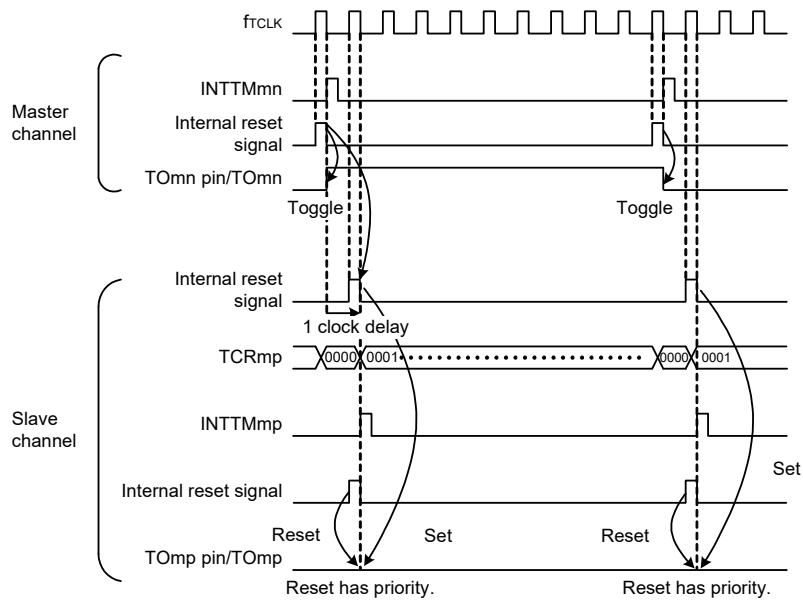 fTCLK
INTTMmn
Master
channel
Internal reset
signal
TOmn pin/TOmn
Toggle
Toggle
Internal reset
signal
1 clock delay
TCRmp
0000
0001
0000
0001
Slave
channel
INTTMmp
Set
Internal reset signal
Reset
Set
Reset
TOmp pin/TOmp
Reset has priority.
Reset has priority.